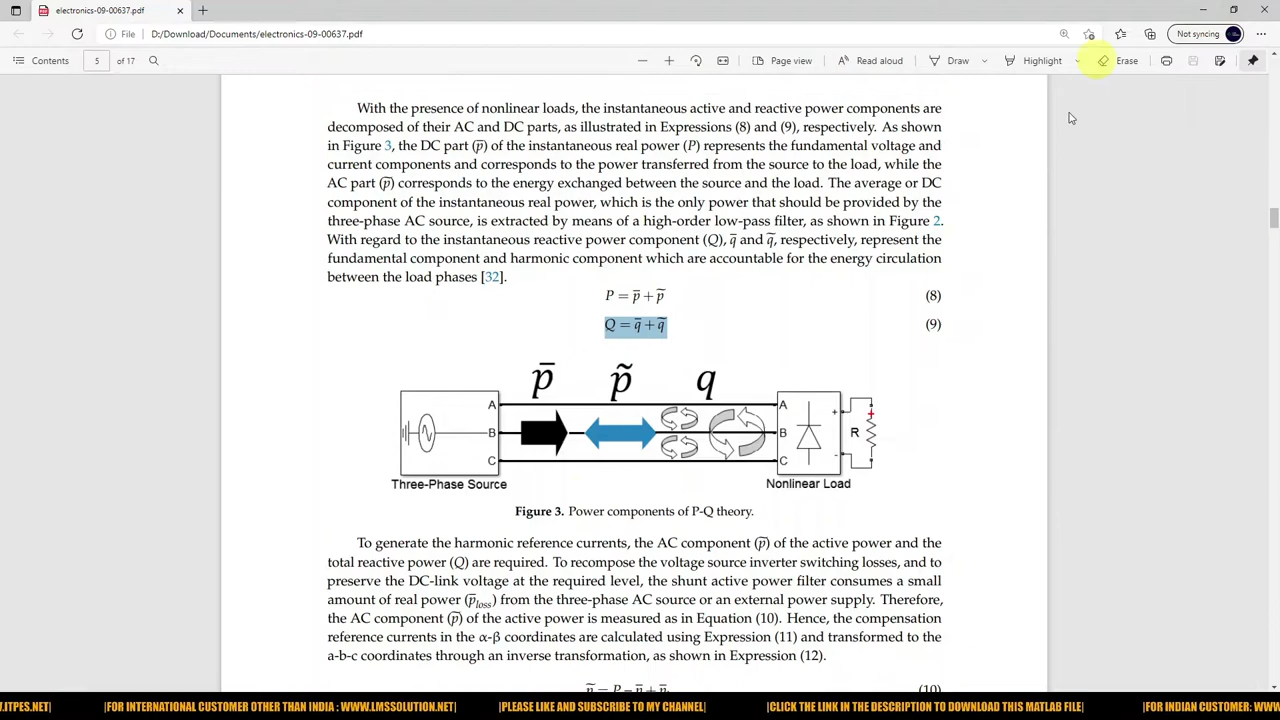 electronics-09-00637.pdf
File D:/Download/Documents/electronics-09-00637.pdf
Not syncing
Contents 5 of 17 Page view Read aloud Draw Highlight Erase
With the presence of nonlinear loads, the instantaneous active and reactive power components are
decomposed of their AC and DC parts, as illustrated in Expressions (8) and (9), respectively. As shown
in Figure 3, the DC part (p̅) of the instantaneous real power (P) represents the fundamental voltage and
current components and corresponds to the power transferred from the source to the load, while the
AC part (p̃) corresponds to the energy exchanged between the source and the load. The average or DC
component of the instantaneous real power, which is the only power that should be provided by the
three-phase AC source, is extracted by means of a high-order low-pass filter, as shown in Figure 2.
With regard to the instantaneous reactive power component (Q), q̅ and q̃, respectively, represent the
fundamental component and harmonic component which are accountable for the energy circulation
between the load phases [32].
P = p̅ + p̃ (8)
Q = q̅ + q̃ (9)
p̅ p̃ q
A A +
B B R
C C -
Three-Phase Source Nonlinear Load
Figure 3. Power components of P-Q theory.
To generate the harmonic reference currents, the AC component (p̃) of the active power and the
total reactive power (Q) are required. To recompose the voltage source inverter switching losses, and to
preserve the DC-link voltage at the required level, the shunt active power filter consumes a small
amount of real power (p̅loss) from the three-phase AC source or an external power supply. Therefore,
the AC component (p̃) of the active power is measured as in Equation (10). Hence, the compensation
reference currents in the α-β coordinates are calculated using Expression (11) and transformed to the
a-b-c coordinates through an inverse transformation, as shown in Expression (12).
(10)
.ITPES.NET| |FOR INTERNATIONAL CUSTOMER OTHER THAN INDIA : WWW.LMSSOLUTION.NET| |PLEASE LIKE AND SUBSCRIBE TO MY CHANNEL| |CLICK THE LINK IN THE DESCRIPTION TO DOWNLOAD THIS MATLAB FILE| |FOR INDIAN CUSTOMER: WWW